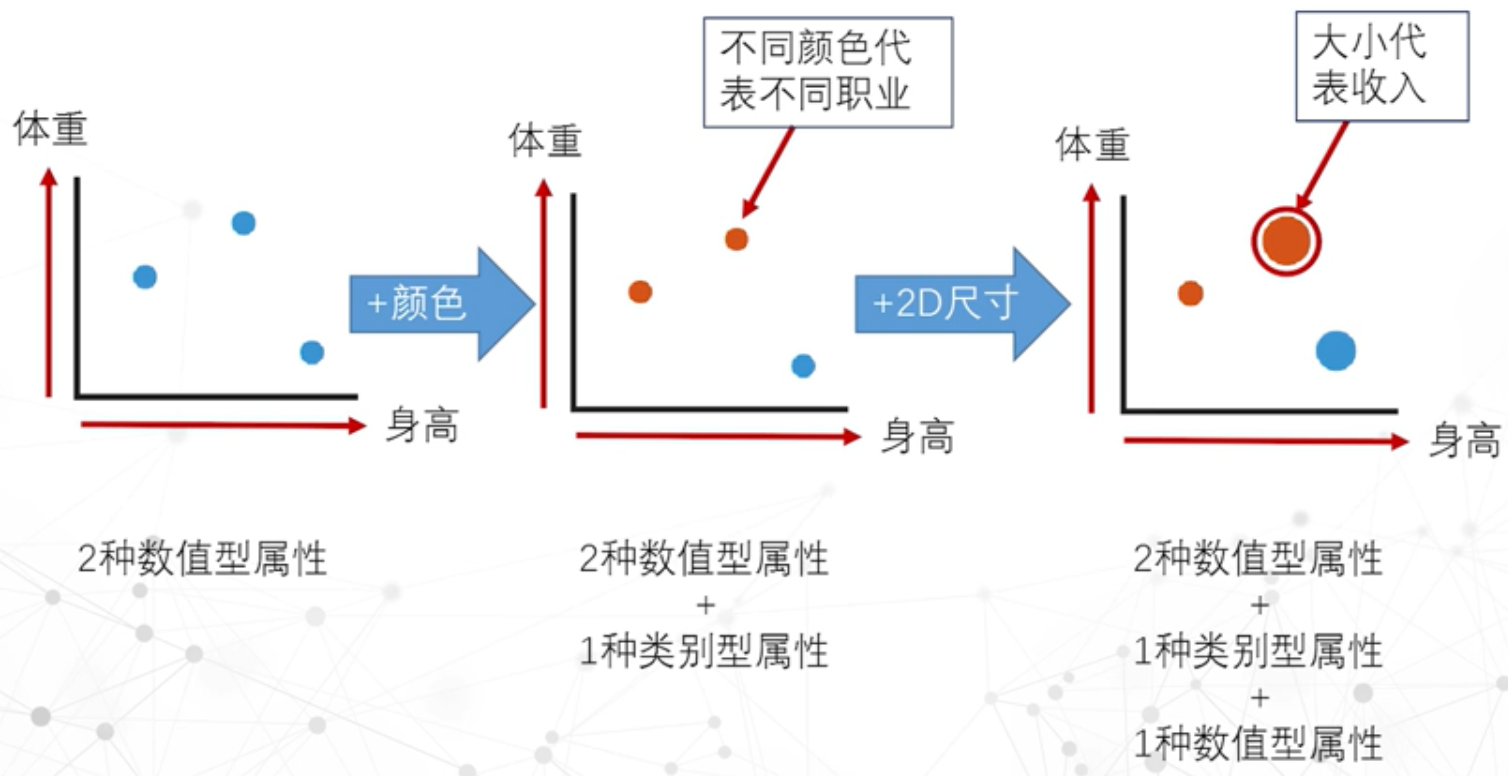 不同颜色代
表不同职业
大小代
表收入
体重
体重
体重
+颜色
+2D尺寸
身高
身高
身高
2种数值型属性
2种数值型属性
+
1种类别型属性
2种数值型属性
+
1种类别型属性
+
1种数值型属性